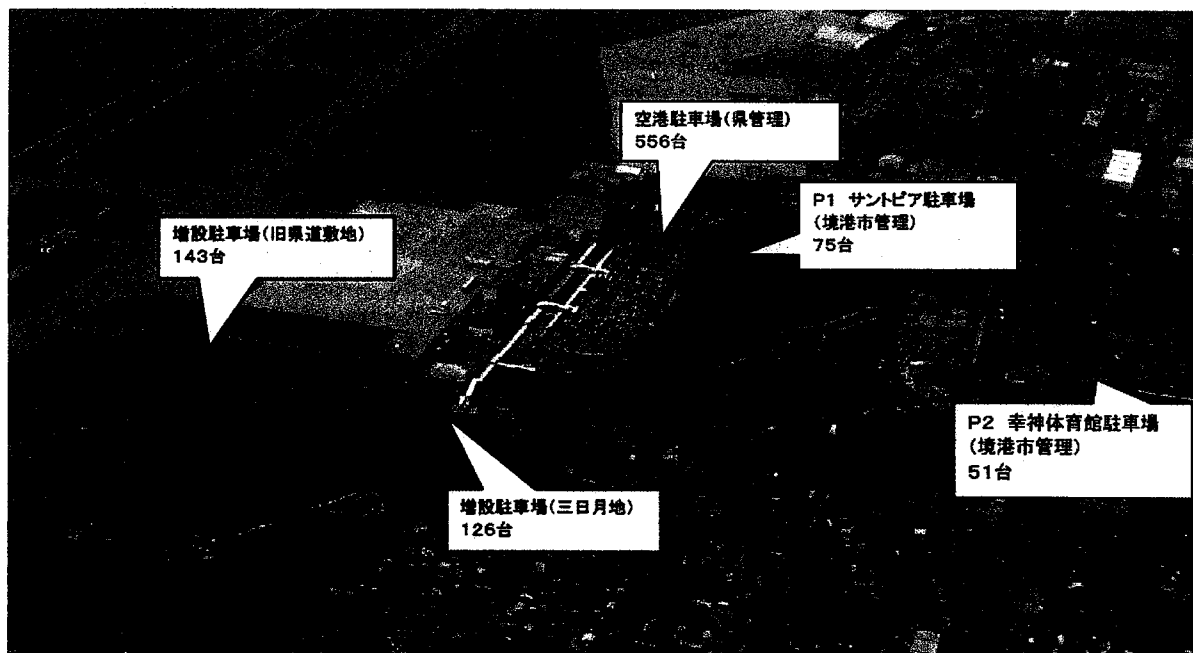 空港駐車場(県管理)
556台
P1 サントピア駐車場
(境港市管理)
75台
増設駐車場(旧県道敷地)
143台
P2 幸神体育館駐車場
(境港市管理)
51台
増設駐車場(三日月地)
126台